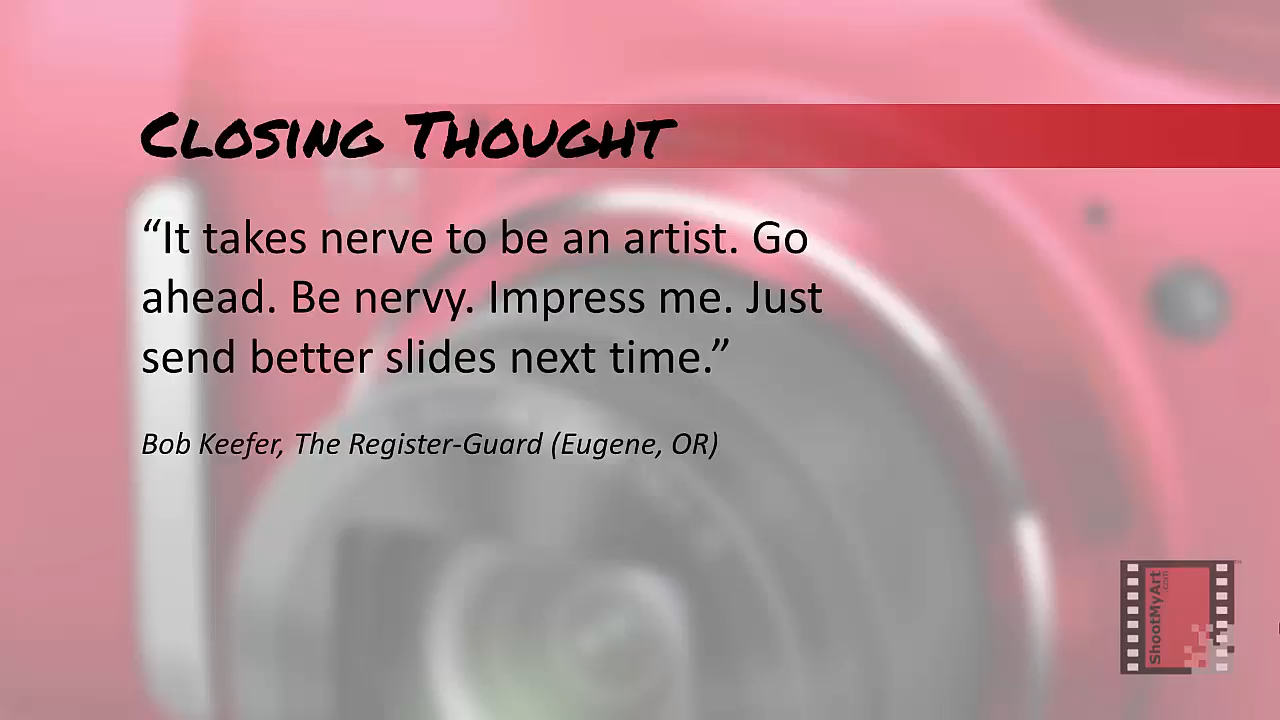 Closing Thought
“It takes nerve to be an artist. Go
ahead. Be nervy. Impress me. Just
send better slides next time.”
Bob Keefer, The Register-Guard (Eugene, OR)
ShootMyArt
.com